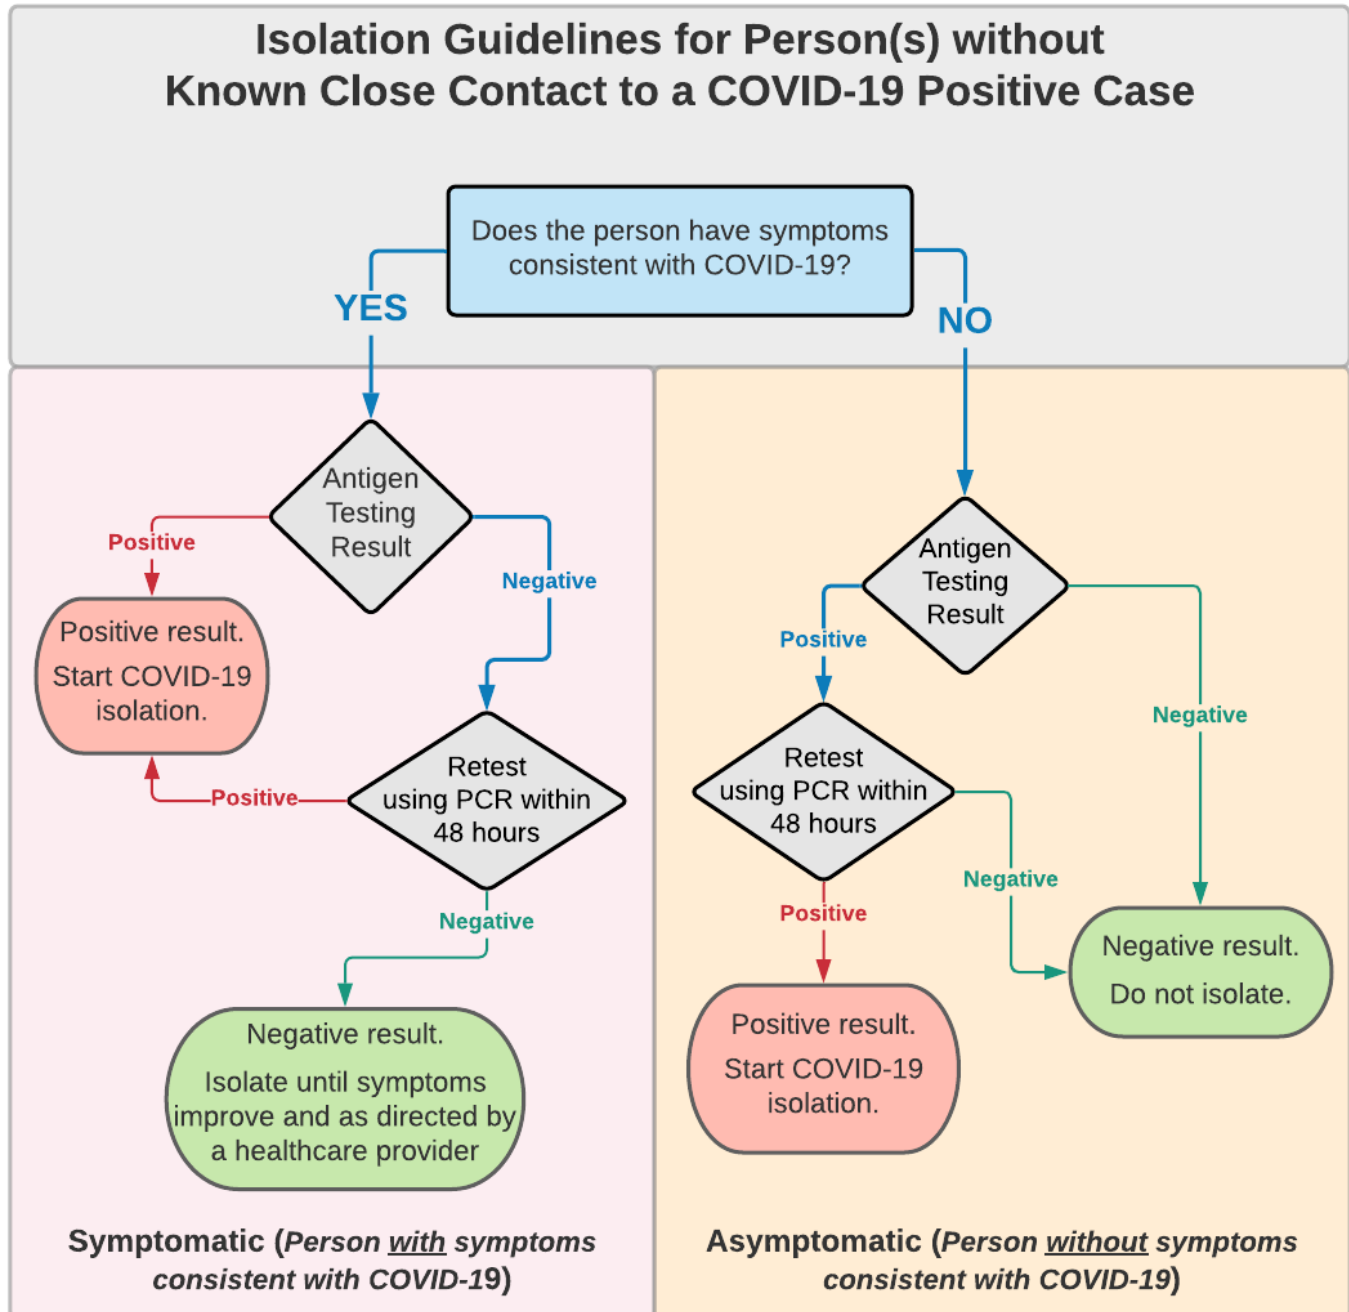 Isolation Guidelines for Person(s) without
Known Close Contact to a COVID-19 Positive Case
Does the person have symptoms
consistent with COVID-19?
YES
NO
Antigen
Testing
Result
Positive
Negative
Positive result.
Start COVID-19
isolation.
Retest
using PCR within
48 hours
Positive
Negative
Negative result.
Isolate until symptoms
improve and as directed by
a healthcare provider
Symptomatic (Person with symptoms
consistent with COVID-19)
Antigen
Testing
Result
Positive
Negative
Retest
using PCR within
48 hours
Negative
Positive
Negative result.
Do not isolate.
Positive result.
Start COVID-19
isolation.
Asymptomatic (Person without symptoms
consistent with COVID-19)